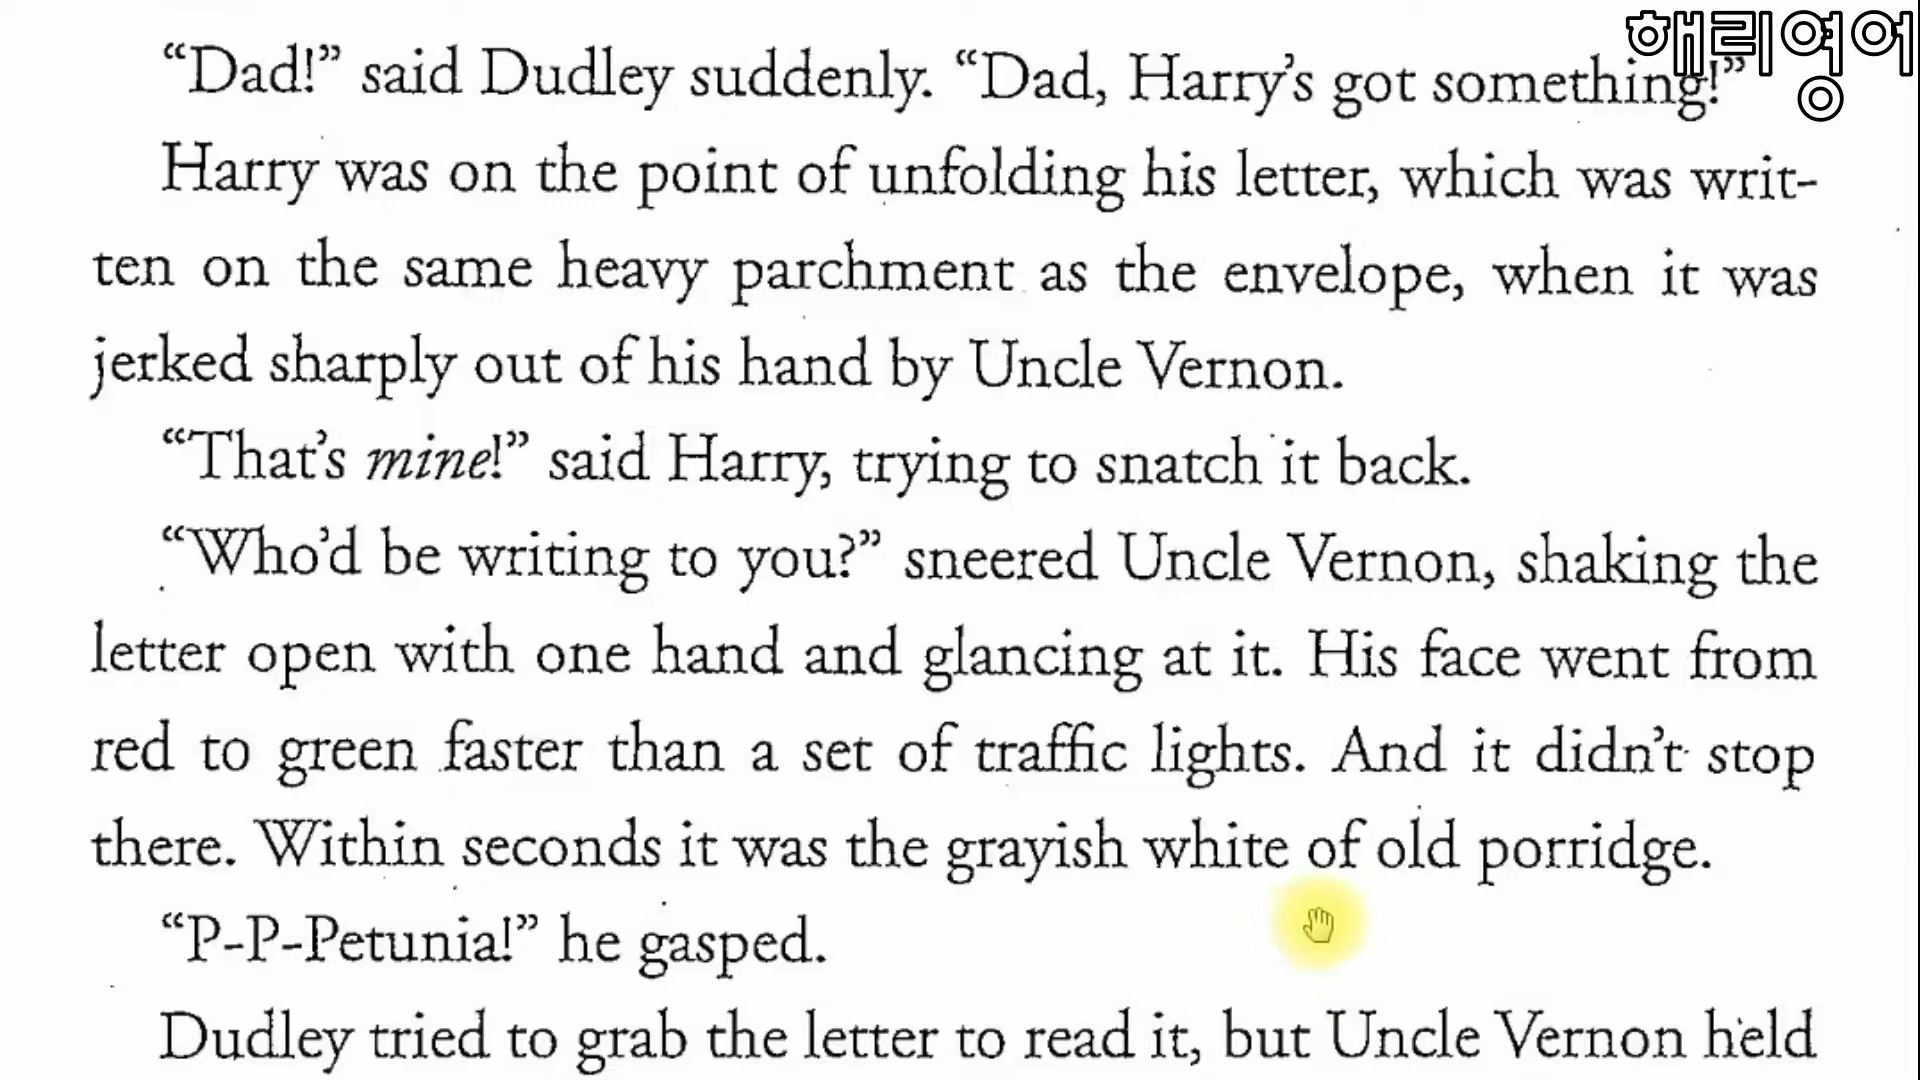 해리영어
“Dad!” said Dudley suddenly. “Dad, Harry’s got something!”
Harry was on the point of unfolding his letter, which was writ-
ten on the same heavy parchment as the envelope, when it was
jerked sharply out of his hand by Uncle Vernon.
“That’s mine!” said Harry, trying to snatch it back.
“Who’d be writing to you?” sneered Uncle Vernon, shaking the
letter open with one hand and glancing at it. His face went from
red to green faster than a set of traffic lights. And it didn’t stop
there. Within seconds it was the grayish white of old porridge.
“P-P-Petunia!” he gasped.
Dudley tried to grab the letter to read it, but Uncle Vernon held